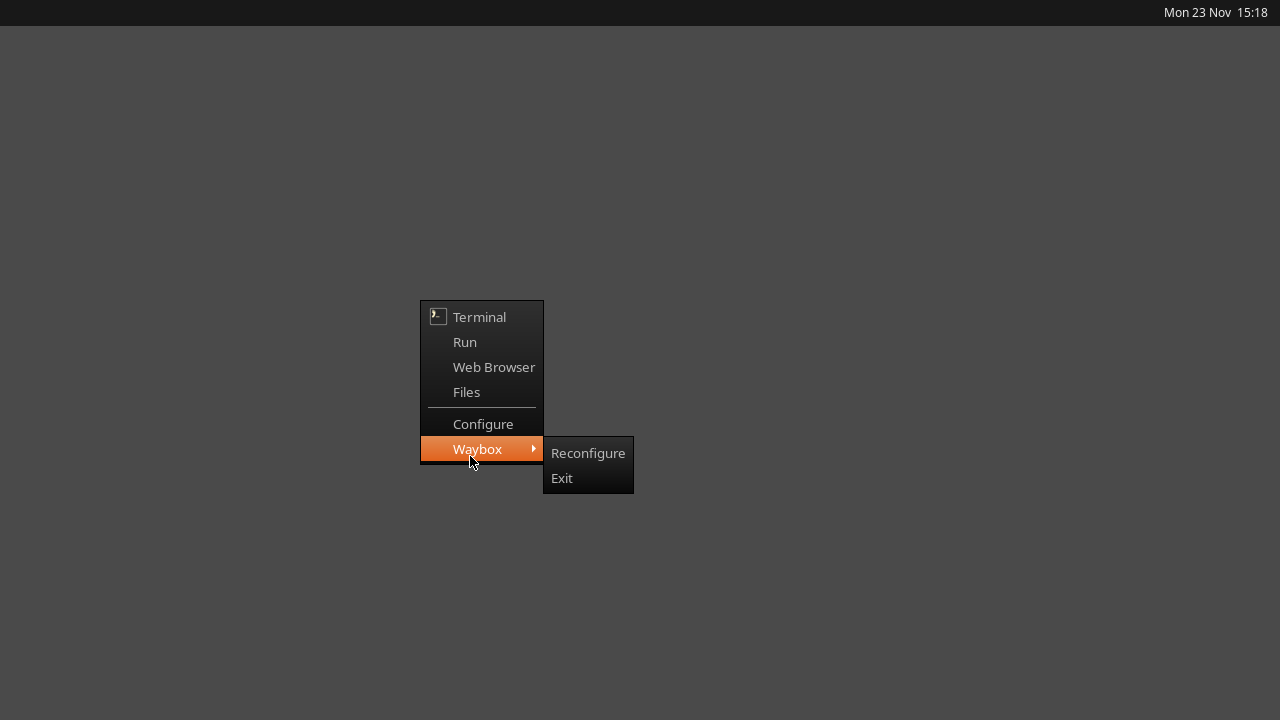 Mon 23 Nov  15:18
Terminal
Run
Web Browser
Files
Configure
Waybox
Reconfigure
Exit